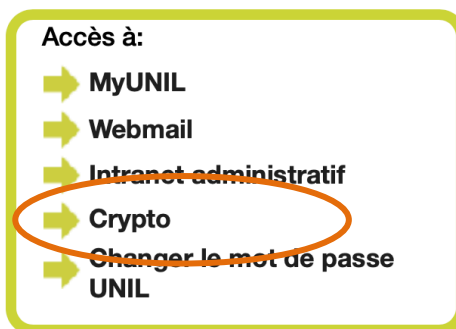 Accès à:
MyUNIL
Webmail
Intranet administratif
Crypto
Changer le mot de passe
UNIL